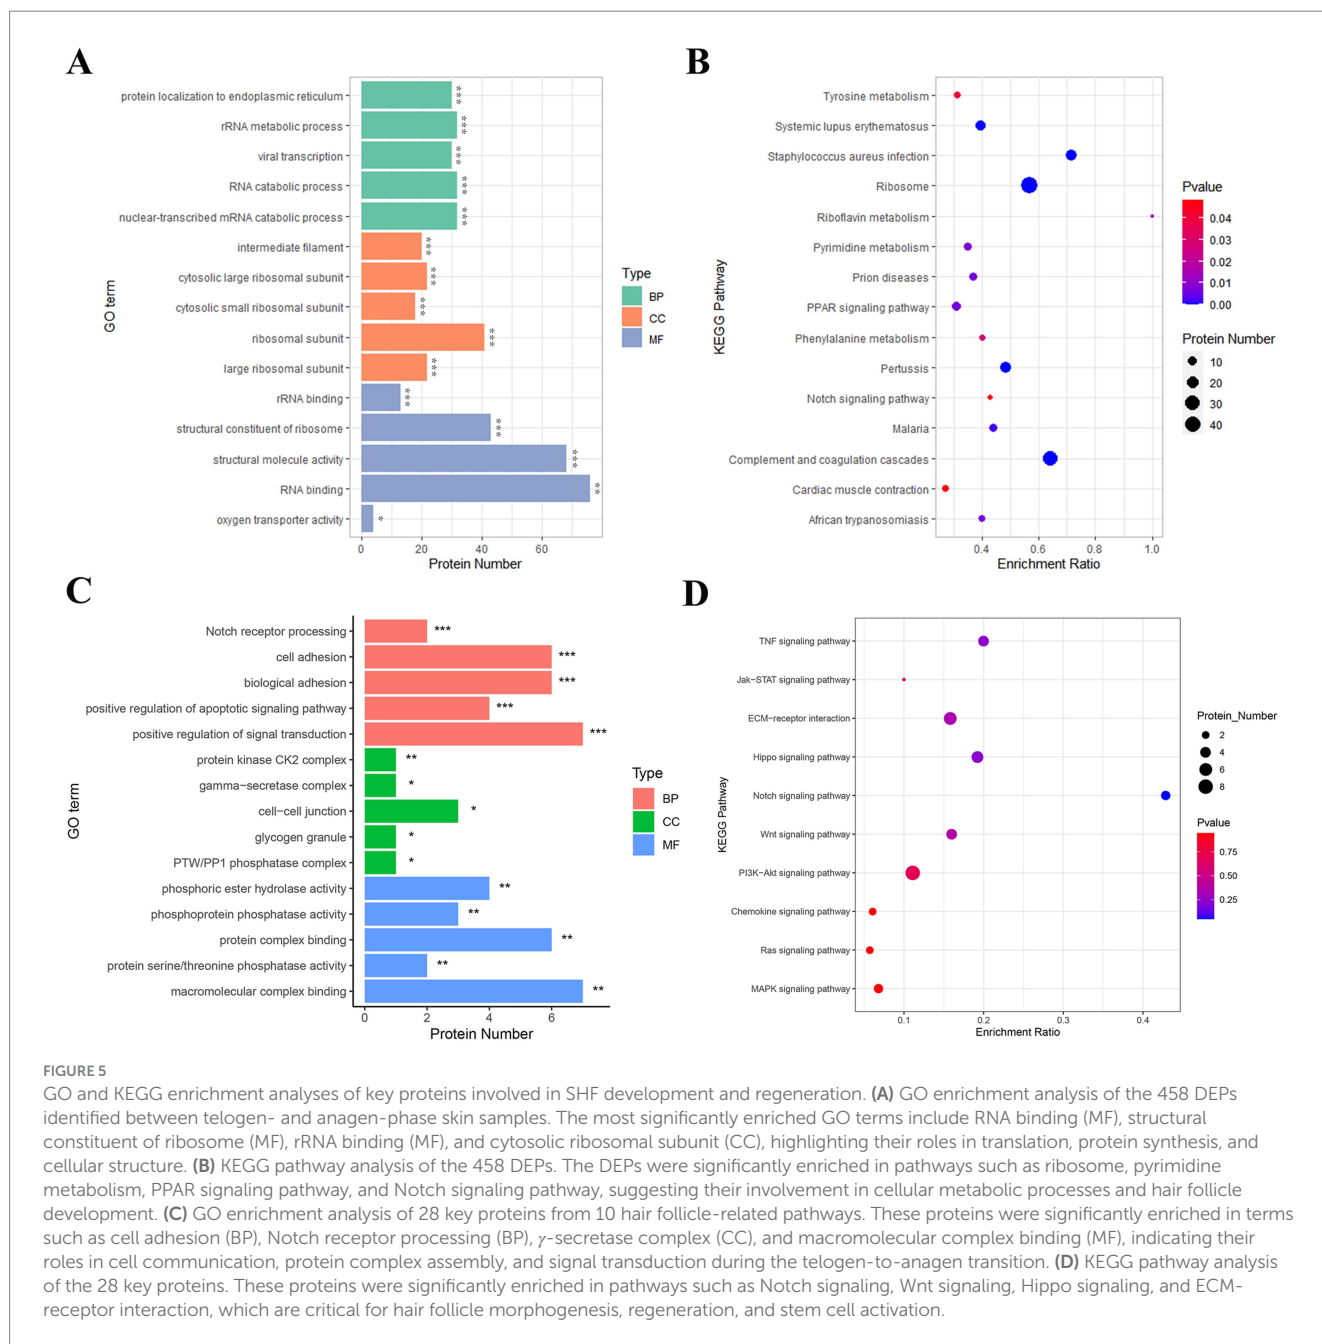 A
protein localization to endoplasmic reticulum
***
rRNA metabolic process
***
viral transcription
***
RNA catabolic process
***
nuclear-transcribed mRNA catabolic process
***
intermediate filament
***
cytosolic large ribosomal subunit
***
cytosolic small ribosomal subunit
***
ribosomal subunit
***
large ribosomal subunit
***
rRNA binding
***
structural constituent of ribosome
***
structural molecule activity
***
RNA binding
**
oxygen transporter activity
*
GO term
0 20 40 60
Protein Number
Type
BP
CC
MF
B
Tyrosine metabolism
Systemic lupus erythematosus
Staphylococcus aureus infection
Ribosome
Riboflavin metabolism
Pyrimidine metabolism
Prion diseases
PPAR signaling pathway
Phenylalanine metabolism
Pertussis
Notch signaling pathway
Malaria
Complement and coagulation cascades
Cardiac muscle contraction
African trypanosomiasis
KEGG Pathway
0.4 0.6 0.8 1.0
Enrichment Ratio
Pvalue
0.04
0.03
0.02
0.01
0.00
Protein Number
10
20
30
40
C
Notch receptor processing ***
cell adhesion ***
biological adhesion ***
positive regulation of apoptotic signaling pathway ***
positive regulation of signal transduction ***
protein kinase CK2 complex **
gamma−secretase complex *
cell−cell junction *
glycogen granule *
PTW/PP1 phosphatase complex *
phosphoric ester hydrolase activity **
phosphoprotein phosphatase activity **
protein complex binding **
protein serine/threonine phosphatase activity **
macromolecular complex binding **
GO term
0 2 4 6
Protein Number
Type
BP
CC
MF
D
TNF signaling pathway
Jak−STAT signaling pathway
ECM−receptor interaction
Hippo signaling pathway
Notch signaling pathway
Wnt signaling pathway
PI3K−Akt signaling pathway
Chemokine signaling pathway
Ras signaling pathway
MAPK signaling pathway
KEGG Pathway
0.1 0.2 0.3 0.4
Enrichment Ratio
Protein_Number
2
4
6
8
Pvalue
0.75
0.50
0.25
FIGURE 5
GO and KEGG enrichment analyses of key proteins involved in SHF development and regeneration. (A) GO enrichment analysis of the 458 DEPs
identified between telogen- and anagen-phase skin samples. The most significantly enriched GO terms include RNA binding (MF), structural
constituent of ribosome (MF), rRNA binding (MF), and cytosolic ribosomal subunit (CC), highlighting their roles in translation, protein synthesis, and
cellular structure. (B) KEGG pathway analysis of the 458 DEPs. The DEPs were significantly enriched in pathways such as ribosome, pyrimidine
metabolism, PPAR signaling pathway, and Notch signaling pathway, suggesting their involvement in cellular metabolic processes and hair follicle
development. (C) GO enrichment analysis of 28 key proteins from 10 hair follicle-related pathways. These proteins were significantly enriched in terms
such as cell adhesion (BP), Notch receptor processing (BP), γ-secretase complex (CC), and macromolecular complex binding (MF), indicating their
roles in cell communication, protein complex assembly, and signal transduction during the telogen-to-anagen transition. (D) KEGG pathway analysis
of the 28 key proteins. These proteins were significantly enriched in pathways such as Notch signaling, Wnt signaling, Hippo signaling, and ECM-
receptor interaction, which are critical for hair follicle morphogenesis, regeneration, and stem cell activation.